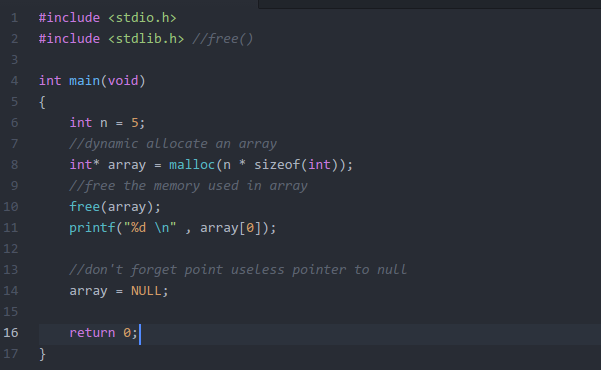 1 #include <stdio.h>
2 #include <stdlib.h> //free()
3
4 int main(void)
5 {
6     int n = 5;
7     //dynamic allocate an array
8     int* array = malloc(n * sizeof(int));
9     //free the memory used in array
10     free(array);
11     printf("%d \n" , array[0]);
12
13     //don't forget point useless pointer to null
14     array = NULL;
15
16     return 0;
17 }